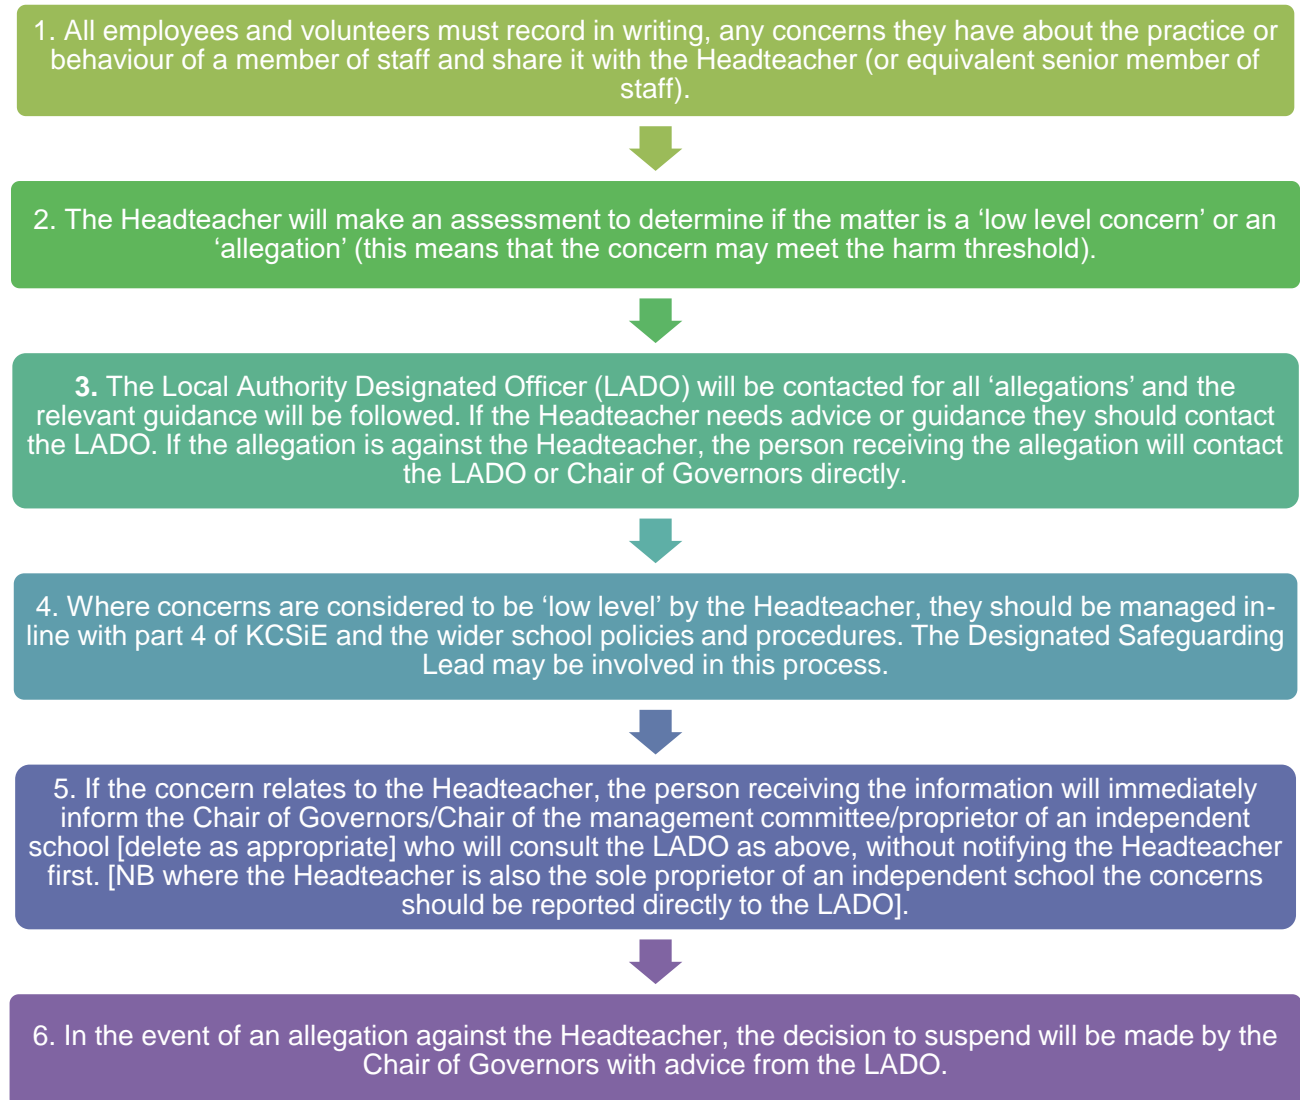 1. All employees and volunteers must record in writing, any concerns they have about the practice or
behaviour of a member of staff and share it with the Headteacher (or equivalent senior member of
staff).
2. The Headteacher will make an assessment to determine if the matter is a ‘low level concern’ or an
‘allegation’ (this means that the concern may meet the harm threshold).
3. The Local Authority Designated Officer (LADO) will be contacted for all ‘allegations’ and the
relevant guidance will be followed. If the Headteacher needs advice or guidance they should contact
the LADO. If the allegation is against the Headteacher, the person receiving the allegation will contact
the LADO or Chair of Governors directly.
4. Where concerns are considered to be ‘low level’ by the Headteacher, they should be managed in-
line with part 4 of KCSiE and the wider school policies and procedures. The Designated Safeguarding
Lead may be involved in this process.
5. If the concern relates to the Headteacher, the person receiving the information will immediately
inform the Chair of Governors/Chair of the management committee/proprietor of an independent
school [delete as appropriate] who will consult the LADO as above, without notifying the Headteacher
first. [NB where the Headteacher is also the sole proprietor of an independent school the concerns
should be reported directly to the LADO].
6. In the event of an allegation against the Headteacher, the decision to suspend will be made by the
Chair of Governors with advice from the LADO.